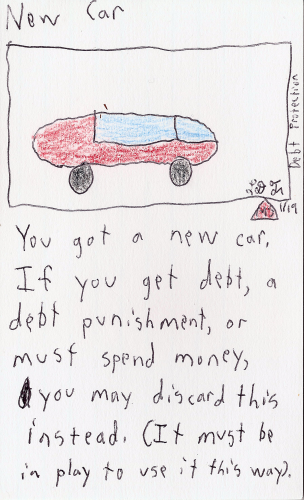 New Car
Debt Protection
1/19
You got a new car.
If you get debt, a
debt punishment, or
must spend money,
you may discard this
instead. (It must be
in play to use it this way).